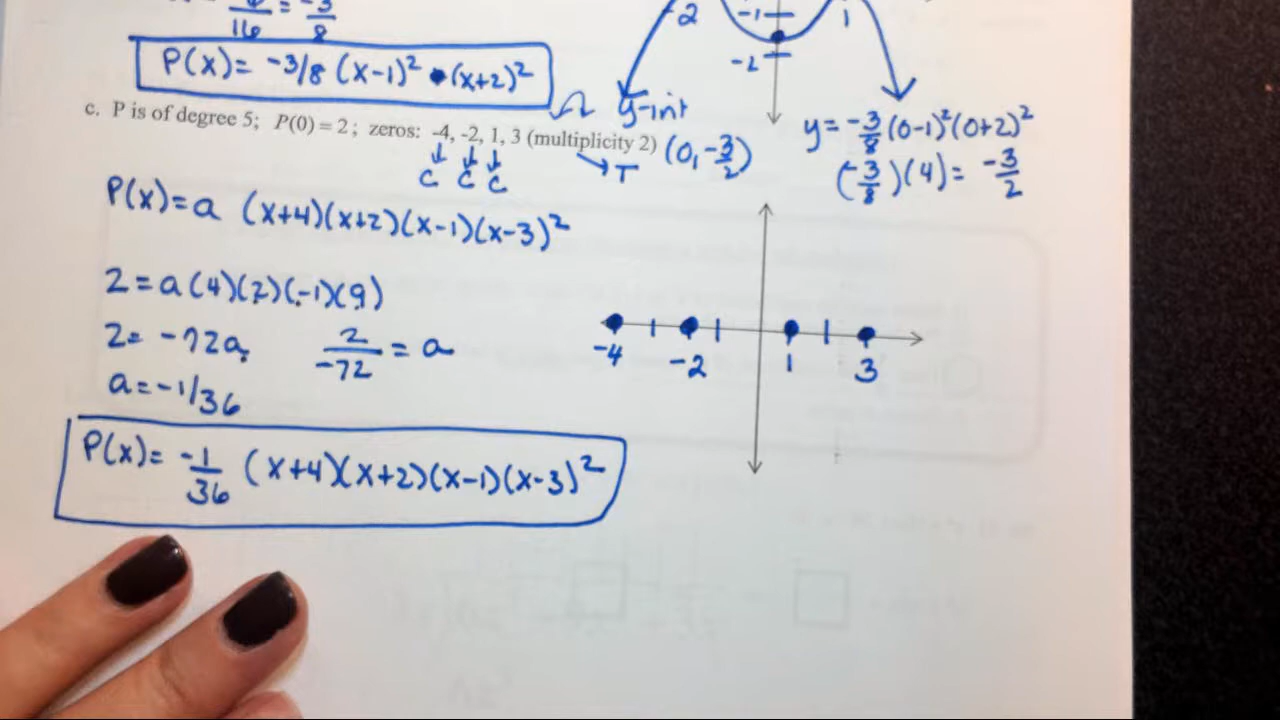 16 = -3/8
P(x) = -3/8 (x-1)² • (x+2)²
-2 -1 1
-2
y-int
(0, -3/2)
y = -3/8 (0-1)² (0+2)²
(-3/8)(4) = -3/2
c. P is of degree 5; P(0) = 2; zeros: -4, -2, 1, 3 (multiplicity 2)
C C C T
P(x) = a (x+4)(x+2)(x-1)(x-3)²
2 = a(4)(2)(-1)(9)
2 = -72a, 2/-72 = a
a = -1/36
P(x) = -1/36 (x+4)(x+2)(x-1)(x-3)²
-4 -2 1 3